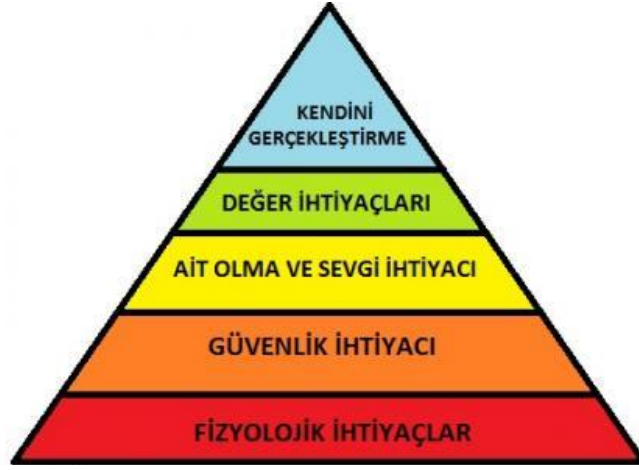 KENDİNİ
GERÇEKLEŞTİRME
DEĞER İHTİYAÇLARI
AİT OLMA VE SEVGİ İHTİYACI
GÜVENLİK İHTİYACI
FİZYOLOJİK İHTİYAÇLAR